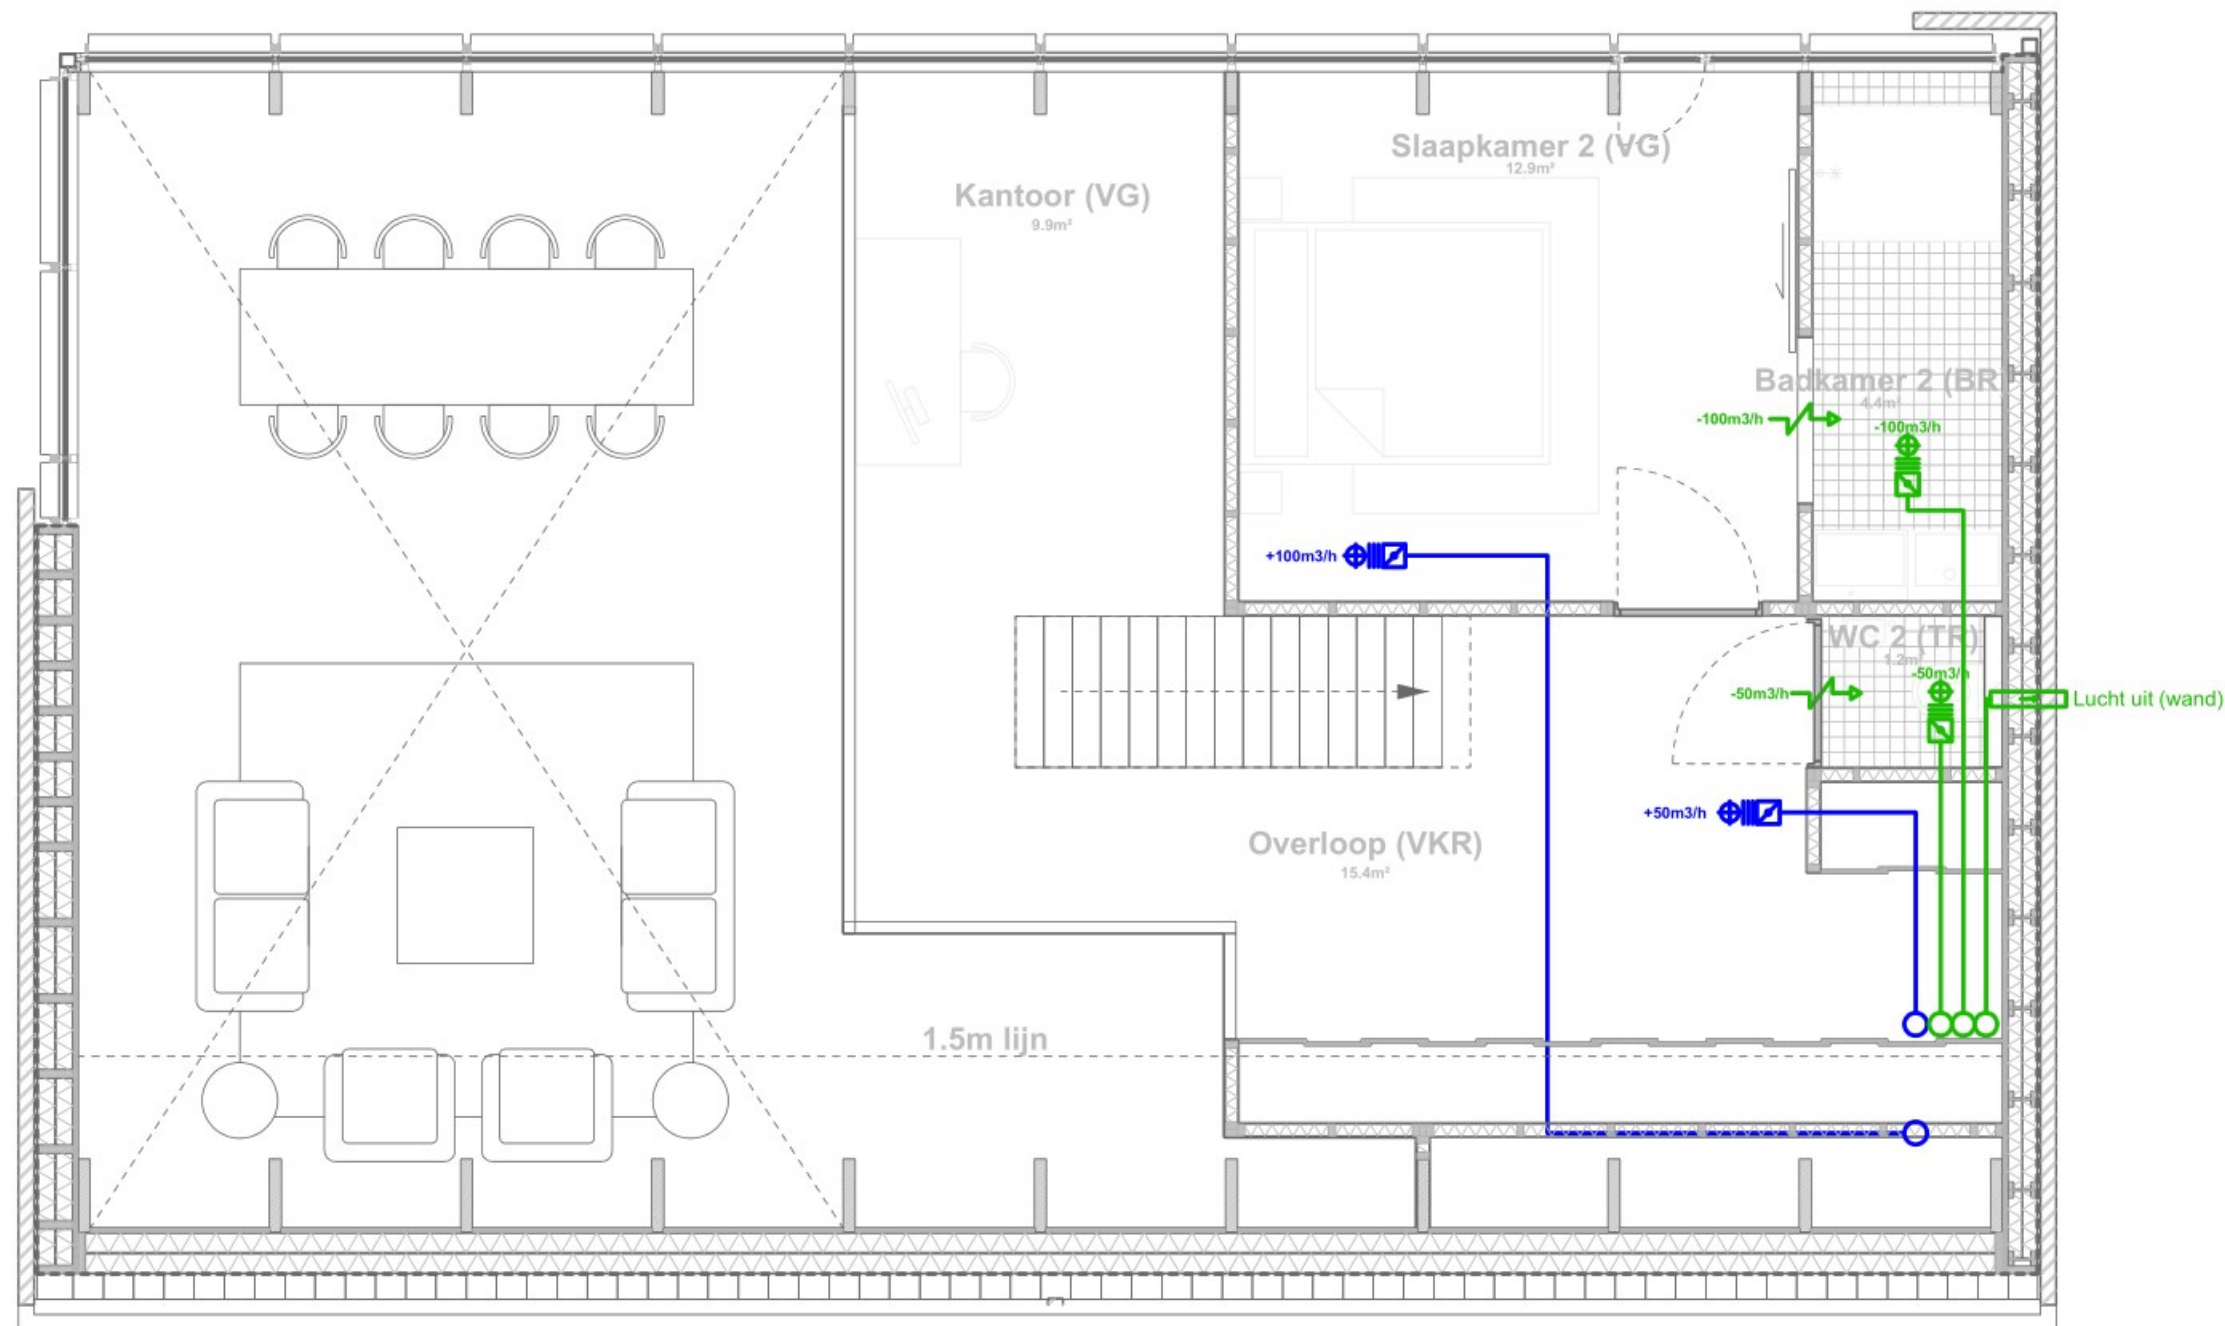 Slaapkamer 2 (VG)
12.9m²
Kantoor (VG)
9.9m²
Badkamer 2 (BR
4.4m²
-100m3/h
-100m3/h
+100m3/h
WC 2 (TR)
1.2m²
-50m3/h
-50m3/h
Lucht uit (wand)
+50m3/h
Overloop (VKR)
15.4m²
1.5m lijn